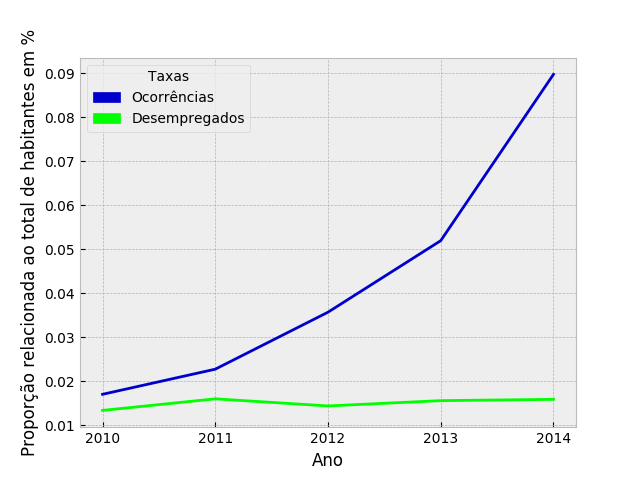 Proporção relacionada ao total de habitantes em %
0.09
0.08
0.07
0.06
0.05
0.04
0.03
0.02
0.01
Taxas
Ocorrências
Desempregados
2010 2011 2012 2013 2014
Ano